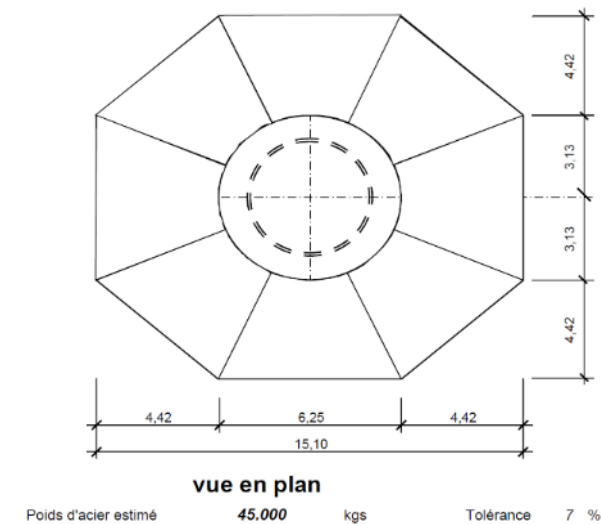 4,42
3,13
3,13
4,42
4,42 6,25 4,42
15,10
vue en plan
Poids d'acier estimé 45.000 kgs Tolérance 7 %